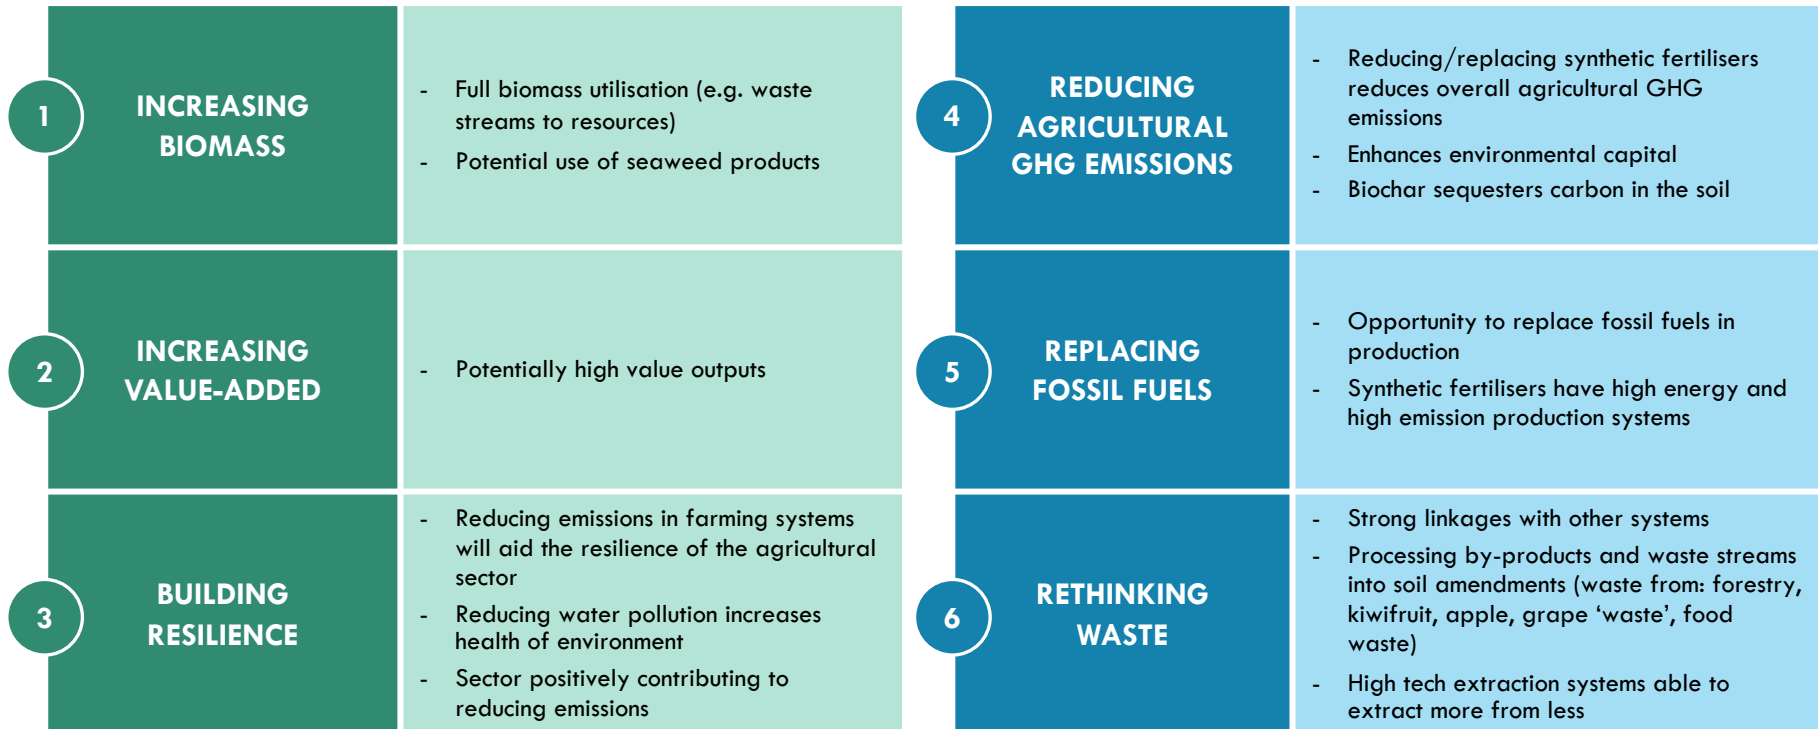 1
INCREASING
BIOMASS
- Full biomass utilisation (e.g. waste
streams to resources)
- Potential use of seaweed products
2
INCREASING
VALUE-ADDED
- Potentially high value outputs
3
BUILDING
RESILIENCE
- Reducing emissions in farming systems
will aid the resilience of the agricultural
sector
- Reducing water pollution increases
health of environment
- Sector positively contributing to
reducing emissions
4
REDUCING
AGRICULTURAL
GHG EMISSIONS
- Reducing/replacing synthetic fertilisers
reduces overall agricultural GHG
emissions
- Enhances environmental capital
- Biochar sequesters carbon in the soil
5
REPLACING
FOSSIL FUELS
- Opportunity to replace fossil fuels in
production
- Synthetic fertilisers have high energy and
high emission production systems
6
RETHINKING
WASTE
- Strong linkages with other systems
- Processing by-products and waste streams
into soil amendments (waste from: forestry,
kiwifruit, apple, grape ‘waste’, food
waste)
- High tech extraction systems able to
extract more from less